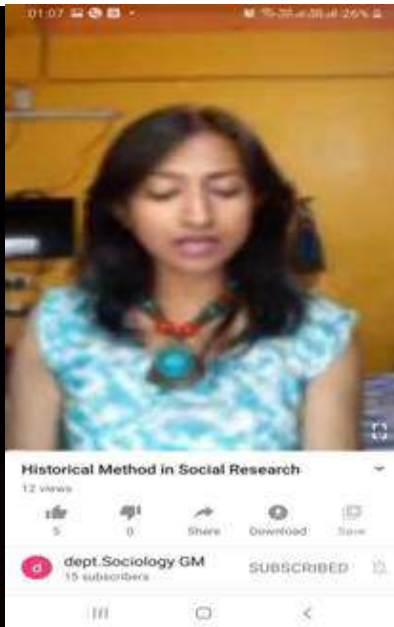 01:07
26%
Historical Method in Social Research
12 views
5 0 Share Download Save
d dept.Sociology GM SUBSCRIBED
15 subscribers